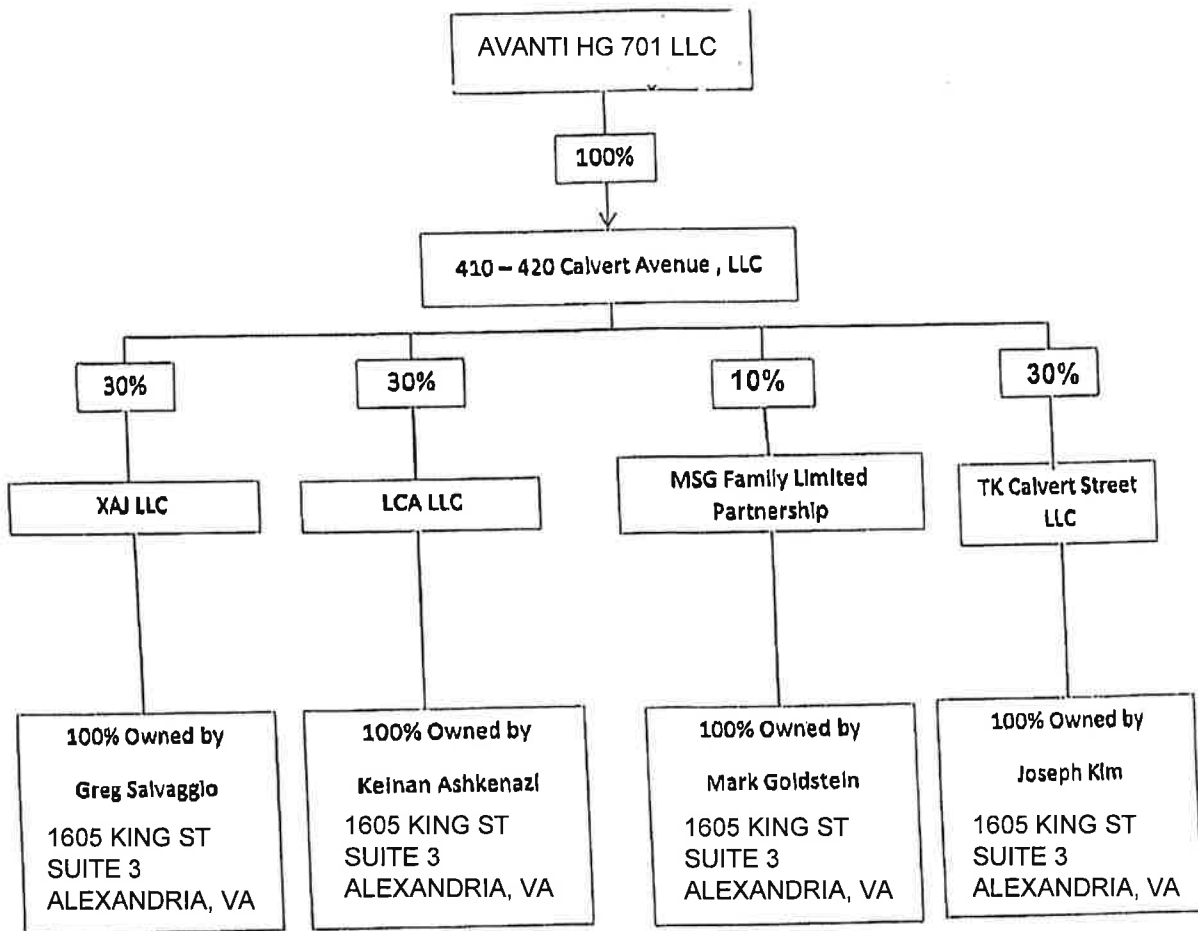 AVANTI HG 701 LLC
100%
410 – 420 Calvert Avenue , LLC
30%
30%
10%
30%
XAJ LLC
LCA LLC
MSG Family Limited
Partnership
TK Calvert Street
LLC
100% Owned by
Greg Salvaggio
1605 KING ST
SUITE 3
ALEXANDRIA, VA
100% Owned by
Keinan Ashkenazi
1605 KING ST
SUITE 3
ALEXANDRIA, VA
100% Owned by
Mark Goldstein
1605 KING ST
SUITE 3
ALEXANDRIA, VA
100% Owned by
Joseph Kim
1605 KING ST
SUITE 3
ALEXANDRIA, VA